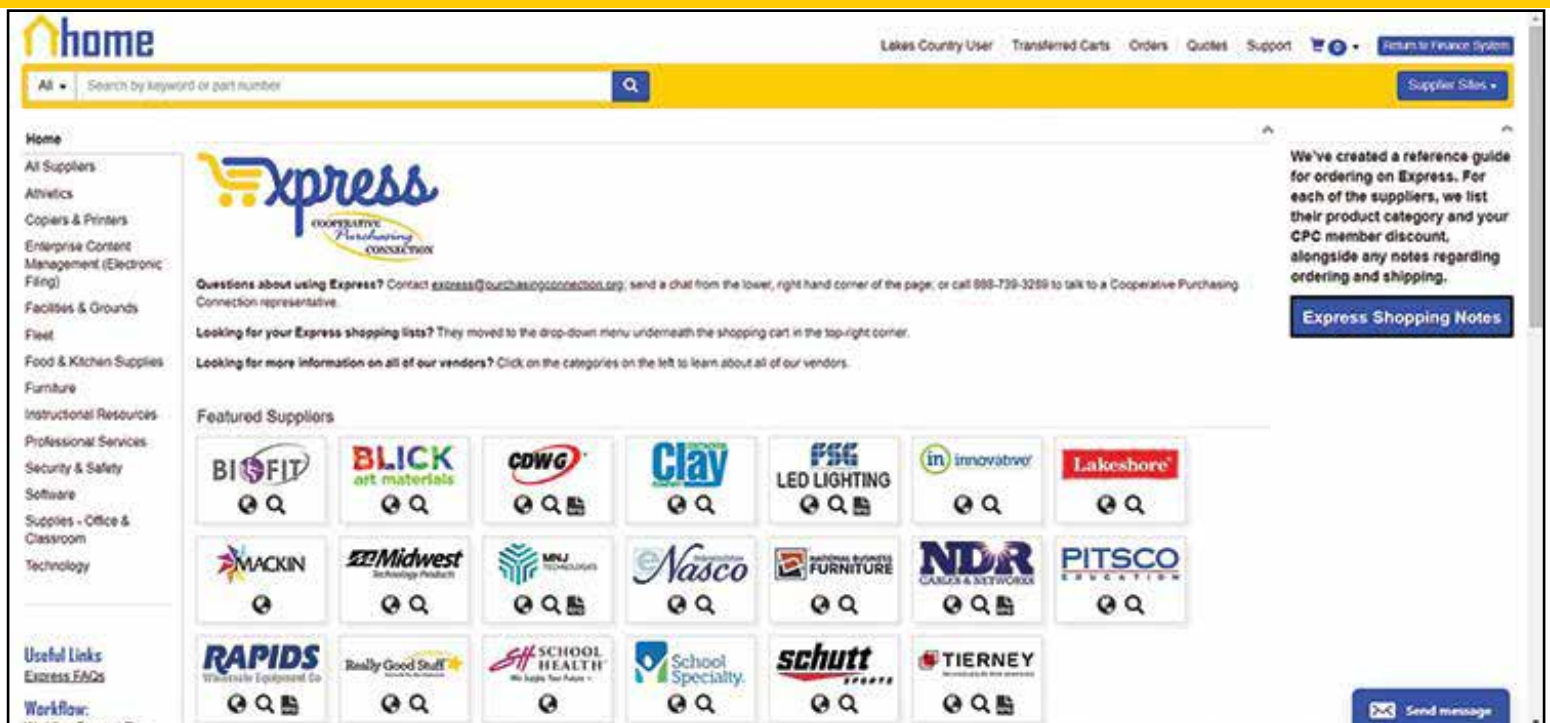 home
Lakes Country User Transferred Carts Orders Quotes Support 0 Return to Finance System
All Search by keyword or part number
Supplier Sites
Home
All Suppliers
Athletics
Copiers & Printers
Enterprise Content
Management (Electronic
Filing)
Facilities & Grounds
Fleet
Food & Kitchen Supplies
Furniture
Instructional Resources
Professional Services
Security & Safety
Software
Supplies - Office &
Classroom
Technology
Useful Links
Express FAQs
Workflow:
Express
COOPERATIVE
Purchasing
CONNECTION
Questions about using Express? Contact express@purchasingconnection.org; send a chat from the lower, right hand corner of the page; or call 888-739-3289 to talk to a Cooperative Purchasing
Connection representative.
Looking for your Express shopping lists? They moved to the drop-down menu underneath the shopping cart in the top-right corner.
Looking for more information on all of our vendors? Click on the categories on the left to learn about all of our vendors.
Featured Suppliers
BIOFIT
BLICK
art materials
CDWG
Clay
FSG
LED LIGHTING
in innovative
Lakeshore
MACKIN
Midwest
Technology Products
MNJ
TECHNOLOGIES
Nasco
NATIONAL BUSINESS
FURNITURE
NDR
CABLES & NETWORKS
PITSCO
EDUCATION
RAPIDS
Wholesale Equipment Co
Really Good Stuff
SH SCHOOL
HEALTH
School
Specialty.
schutt
SPORTS
TIERNEY
We've created a reference guide
for ordering on Express. For
each of the suppliers, we list
their product category and your
CPC member discount,
alongside any notes regarding
ordering and shipping.
Express Shopping Notes
Send message